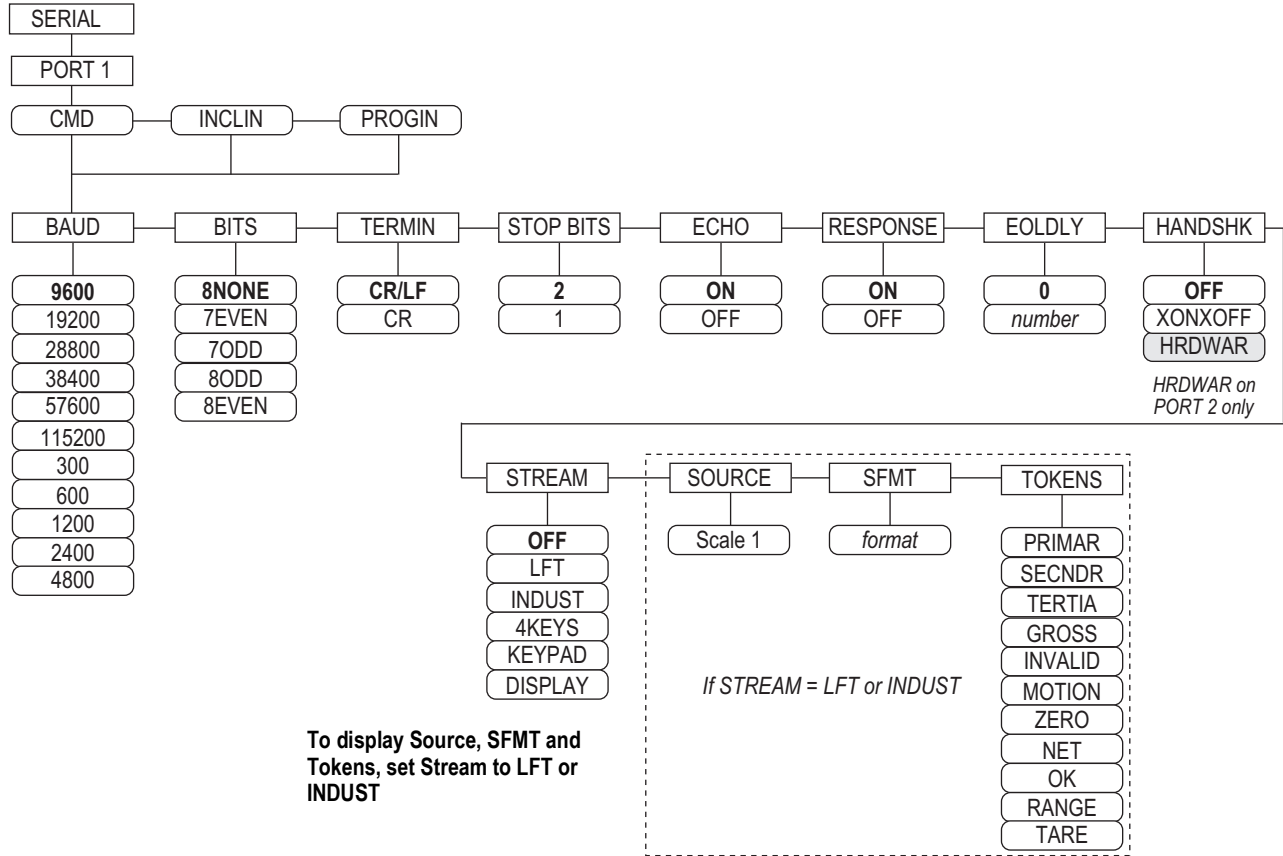 SERIAL
PORT 1
CMD INCLIN PROGIN
BAUD BITS TERMIN STOP BITS ECHO RESPONSE EOLDLY HANDSHK
9600 8NONE CR/LF 2 ON ON 0 OFF
19200 7EVEN CR 1 OFF OFF number XONXOFF
28800 7ODD HRDWAR
38400 8ODD HRDWAR on
57600 8EVEN PORT 2 only
115200
300
600
1200
2400
4800
STREAM SOURCE SFMT TOKENS
OFF Scale 1 format PRIMAR
LFT SECNDR
INDUST TERTIA
4KEYS GROSS
KEYPAD INVALID
DISPLAY If STREAM = LFT or INDUST MOTION
ZERO
NET
OK
RANGE
TARE
To display Source, SFMT and
Tokens, set Stream to LFT or
INDUST